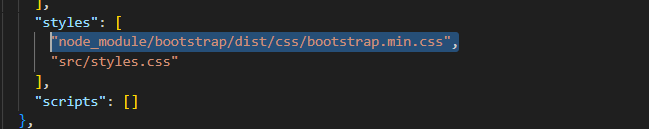 ],
"styles": [
"node_module/bootstrap/dist/css/bootstrap.min.css",
"src/styles.css"
],
"scripts": []
},